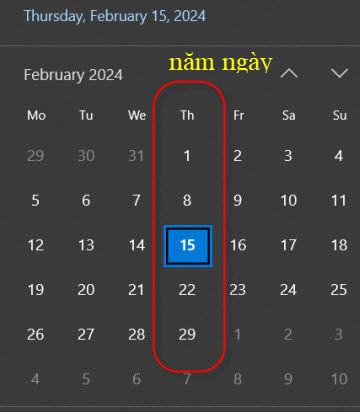 Thursday, February 15, 2024
năm ngày
February 2024
Mo Tu We Th Fr Sa Su
29 30 31 1 2 3 4
5 6 7 8 9 10 11
12 13 14 15 16 17 18
19 20 21 22 23 24 25
26 27 28 29 1 2 3
4 5 6 7 8 9 10